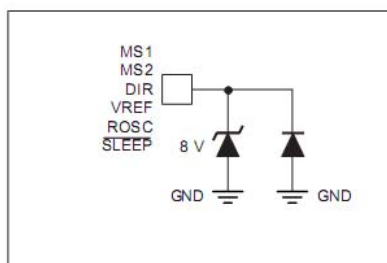 MS1
MS2
DIR
VREF
ROSC
SLEEP
8 V
GND
GND